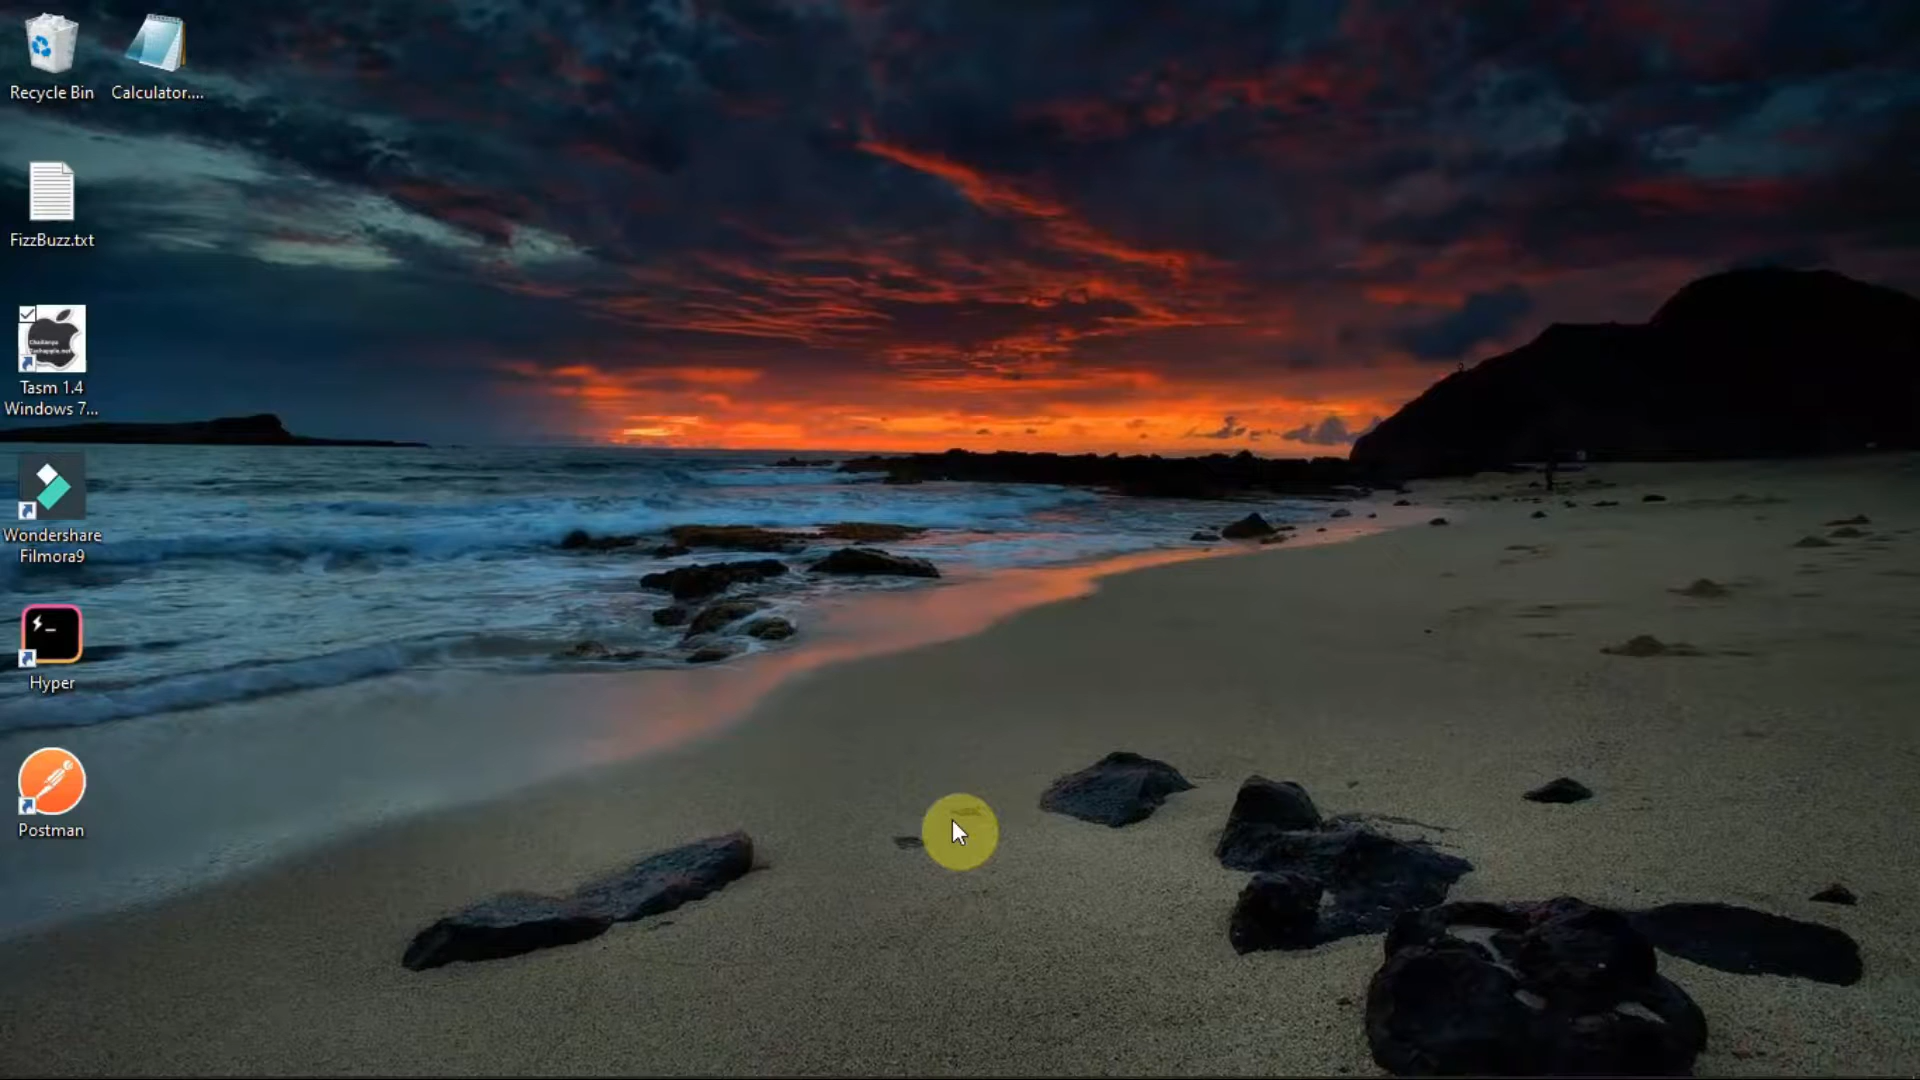 Recycle Bin
Calculator....
FizzBuzz.txt
Tasm 1.4
Windows 7...
Wondershare
Filmora9
Hyper
Postman